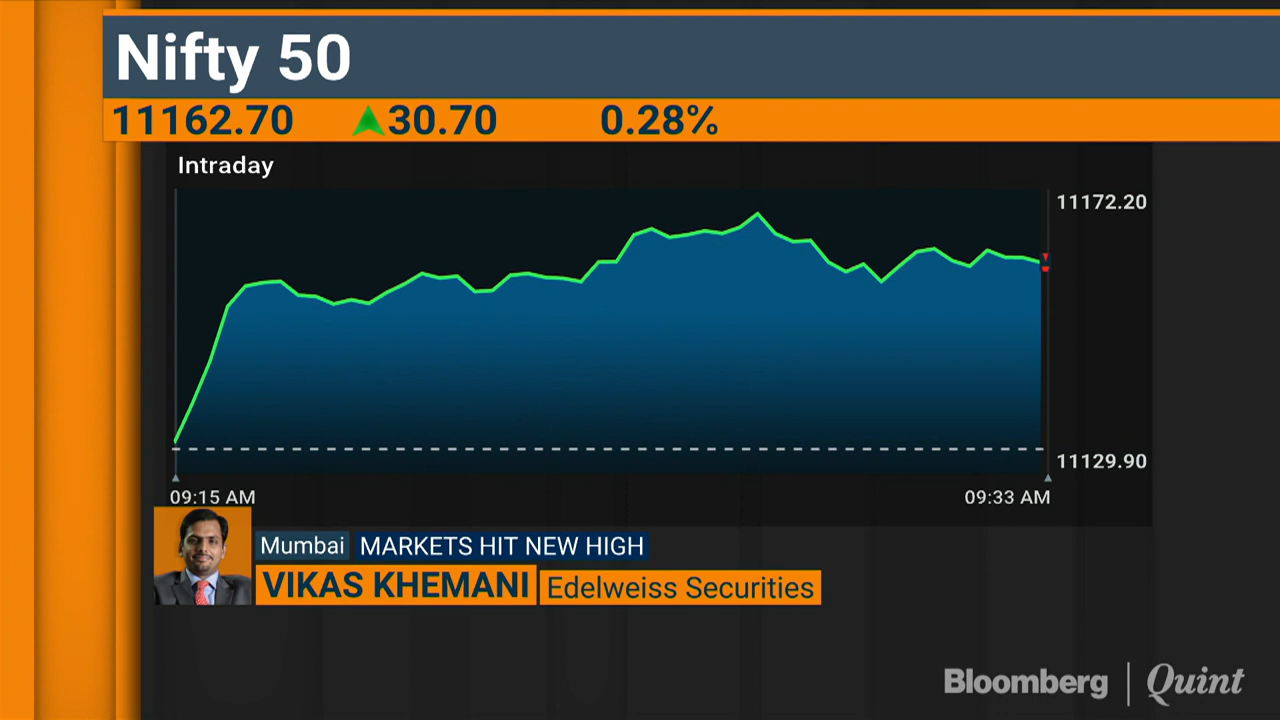 Nifty 50
11162.70 ▲30.70 0.28%
Intraday
11172.20
11129.90
09:15 AM 09:33 AM
Mumbai MARKETS HIT NEW HIGH
VIKAS KHEMANI Edelweiss Securities
Bloomberg | Quint